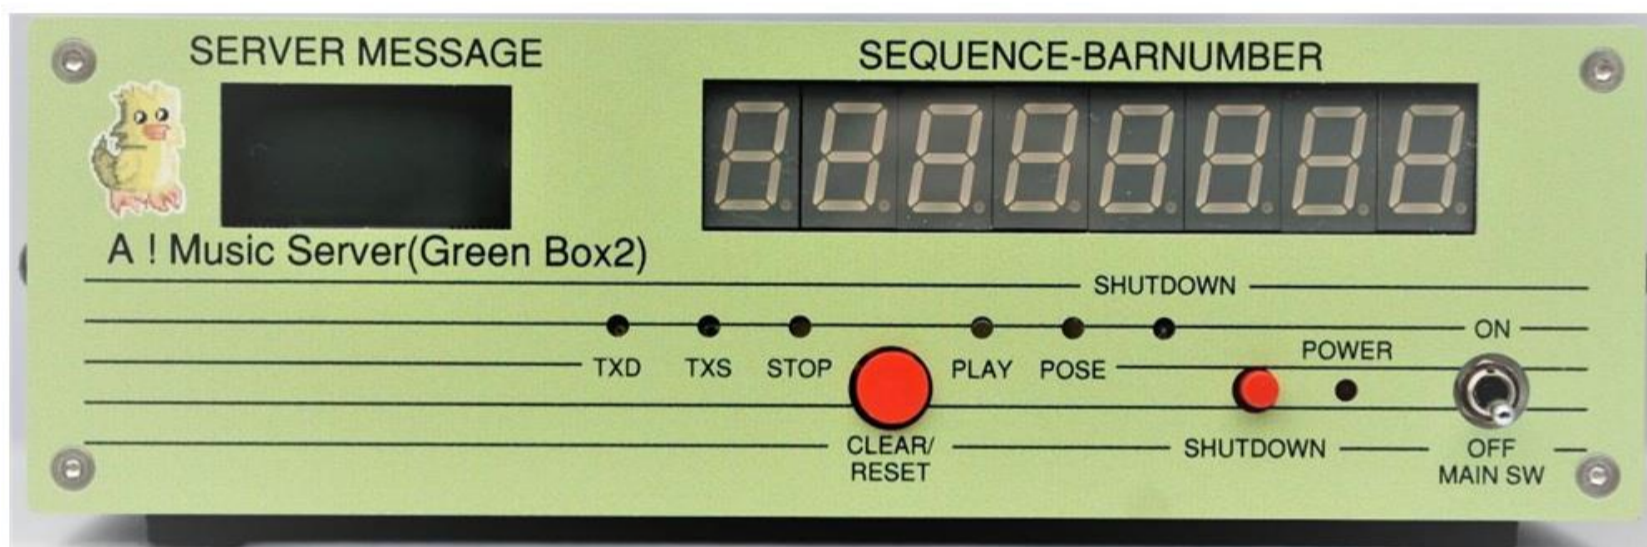 SERVER MESSAGE
SEQUENCE-BARNUMBER
A ! Music Server(Green Box2)
SHUTDOWN
ON
TXD
TXS
STOP
PLAY
POSE
POWER
CLEAR/
RESET
SHUTDOWN
OFF
MAIN SW